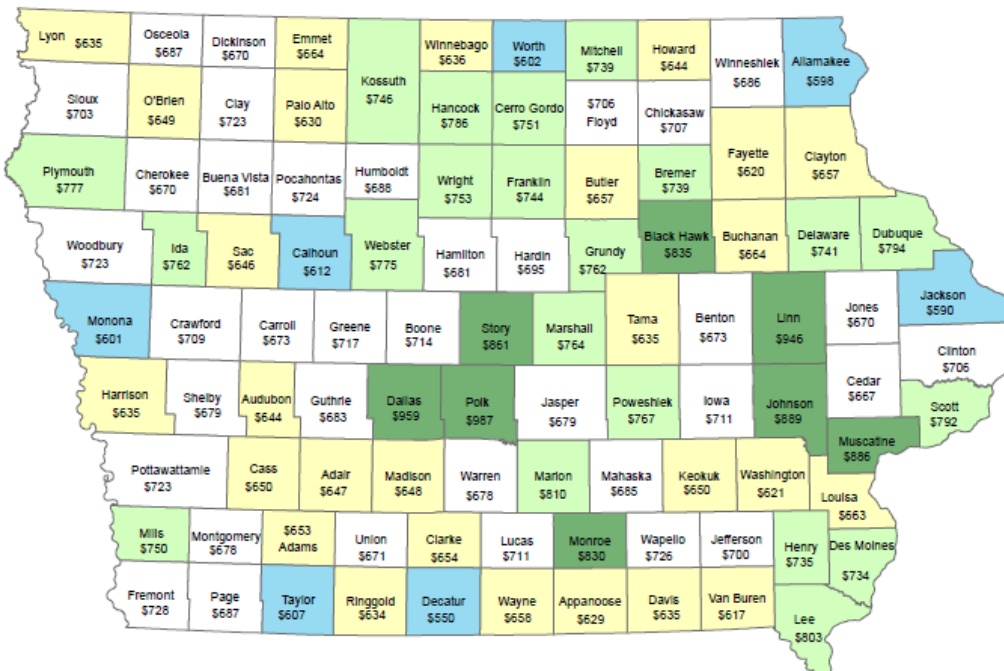 Lyon $635
Osceola
$687
Dickinson
$670
Emmet
$664
Kossuth
$746
Winnebago
$636
Worth
$602
Mitchell
$739
Howard
$644
Winneshiek
$686
Allamakee
$598
Sioux
$703
O'Brien
$649
Clay
$723
Palo Alto
$630
Hancock
$786
Cerro Gordo
$751
$706
Floyd
Chickasaw
$707
Fayette
$620
Clayton
$657
Plymouth
$777
Cherokee
$670
Buena Vista
$681
Pocahontas
$724
Humboldt
$688
Wright
$753
Franklin
$744
Butler
$657
Bremer
$739
Woodbury
$723
Ida
$762
Sac
$646
Calhoun
$612
Webster
$775
Hamilton
$681
Hardin
$695
Grundy
$762
Black Hawk
$835
Buchanan
$664
Delaware
$741
Dubuque
$794
Monona
$601
Crawford
$709
Carroll
$673
Greene
$717
Boone
$714
Story
$861
Marshall
$764
Tama
$635
Benton
$673
Linn
$946
Jones
$670
Jackson
$590
Clinton
$706
Harrison
$635
Shelby
$679
Audubon
$644
Guthrie
$683
Dallas
$959
Polk
$987
Jasper
$679
Poweshiek
$767
Iowa
$711
Johnson
$889
Cedar
$667
Scott
$792
Muscatine
$886
Pottawattamie
$723
Cass
$650
Adair
$647
Madison
$648
Warren
$678
Marion
$810
Mahaska
$685
Keokuk
$650
Washington
$621
Louisa
$663
Mills
$750
Montgomery
$678
$653
Adams
Union
$671
Clarke
$654
Lucas
$711
Monroe
$830
Wapello
$726
Jefferson
$700
Henry
$735
Des Moines
$734
Fremont
$728
Page
$687
Taylor
$607
Ringgold
$634
Decatur
$550
Wayne
$658
Appanoose
$629
Davis
$635
Van Buren
$617
Lee
$803